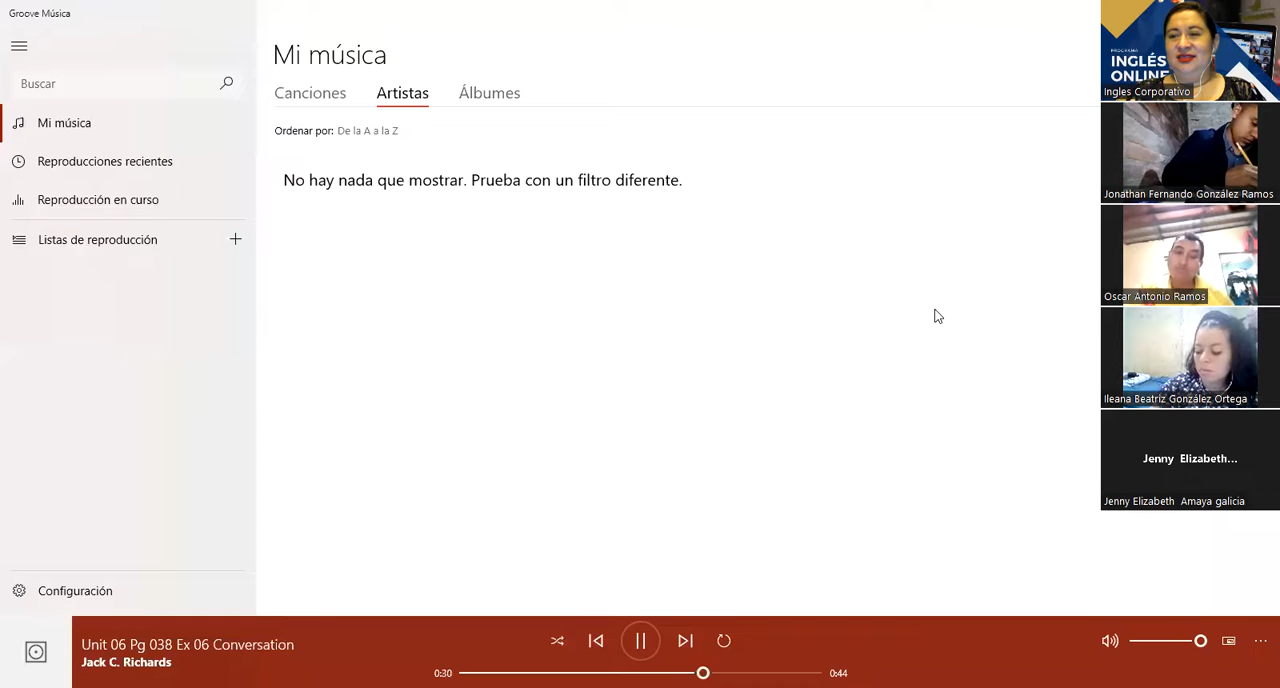 Groove Música
Buscar
Mi música
Reproducciones recientes
Reproducción en curso
Listas de reproducción
Configuración
Mi música
Canciones Artistas Álbumes
Ordenar por: De la A a la Z
No hay nada que mostrar. Prueba con un filtro diferente.
PROGRAMA
INGLÉS
ONLINE
Ingles Corporativo
Jonathan Fernando González Ramos
Oscar Antonio Ramos
Ileana Beatriz González Ortega
Jenny Elizabeth...
Jenny Elizabeth Amaya galicia
Unit 06 Pg 038 Ex 06 Conversation
Jack C. Richards
0:30
0:44